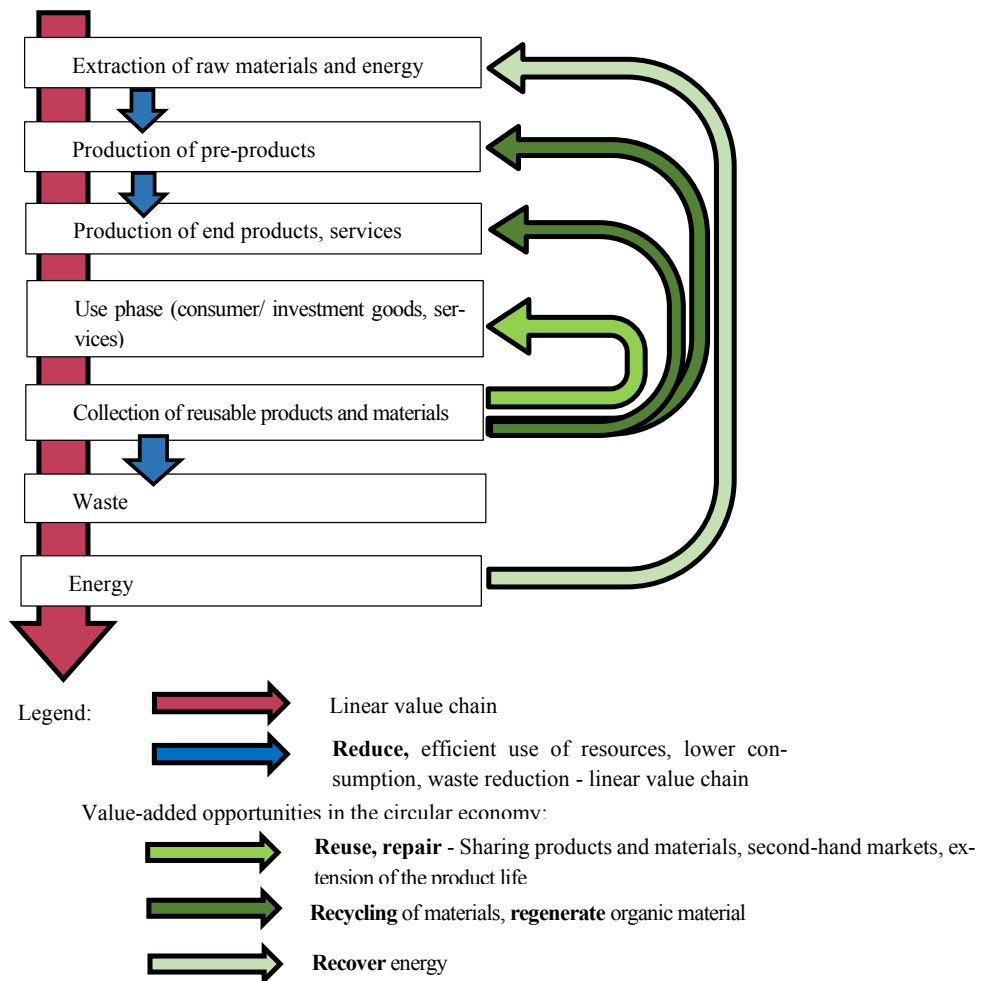 Extraction of raw materials and energy
Production of pre-products
Production of end products, services
Use phase (consumer/ investment goods, ser-
vices)
Collection of reusable products and materials
Waste
Energy
Legend:
Linear value chain
Reduce, efficient use of resources, lower con-
sumption, waste reduction - linear value chain
Value-added opportunities in the circular economy:
Reuse, repair - Sharing products and materials, second-hand markets, ex-
tension of the product life
Recycling of materials, regenerate organic material
Recover energy